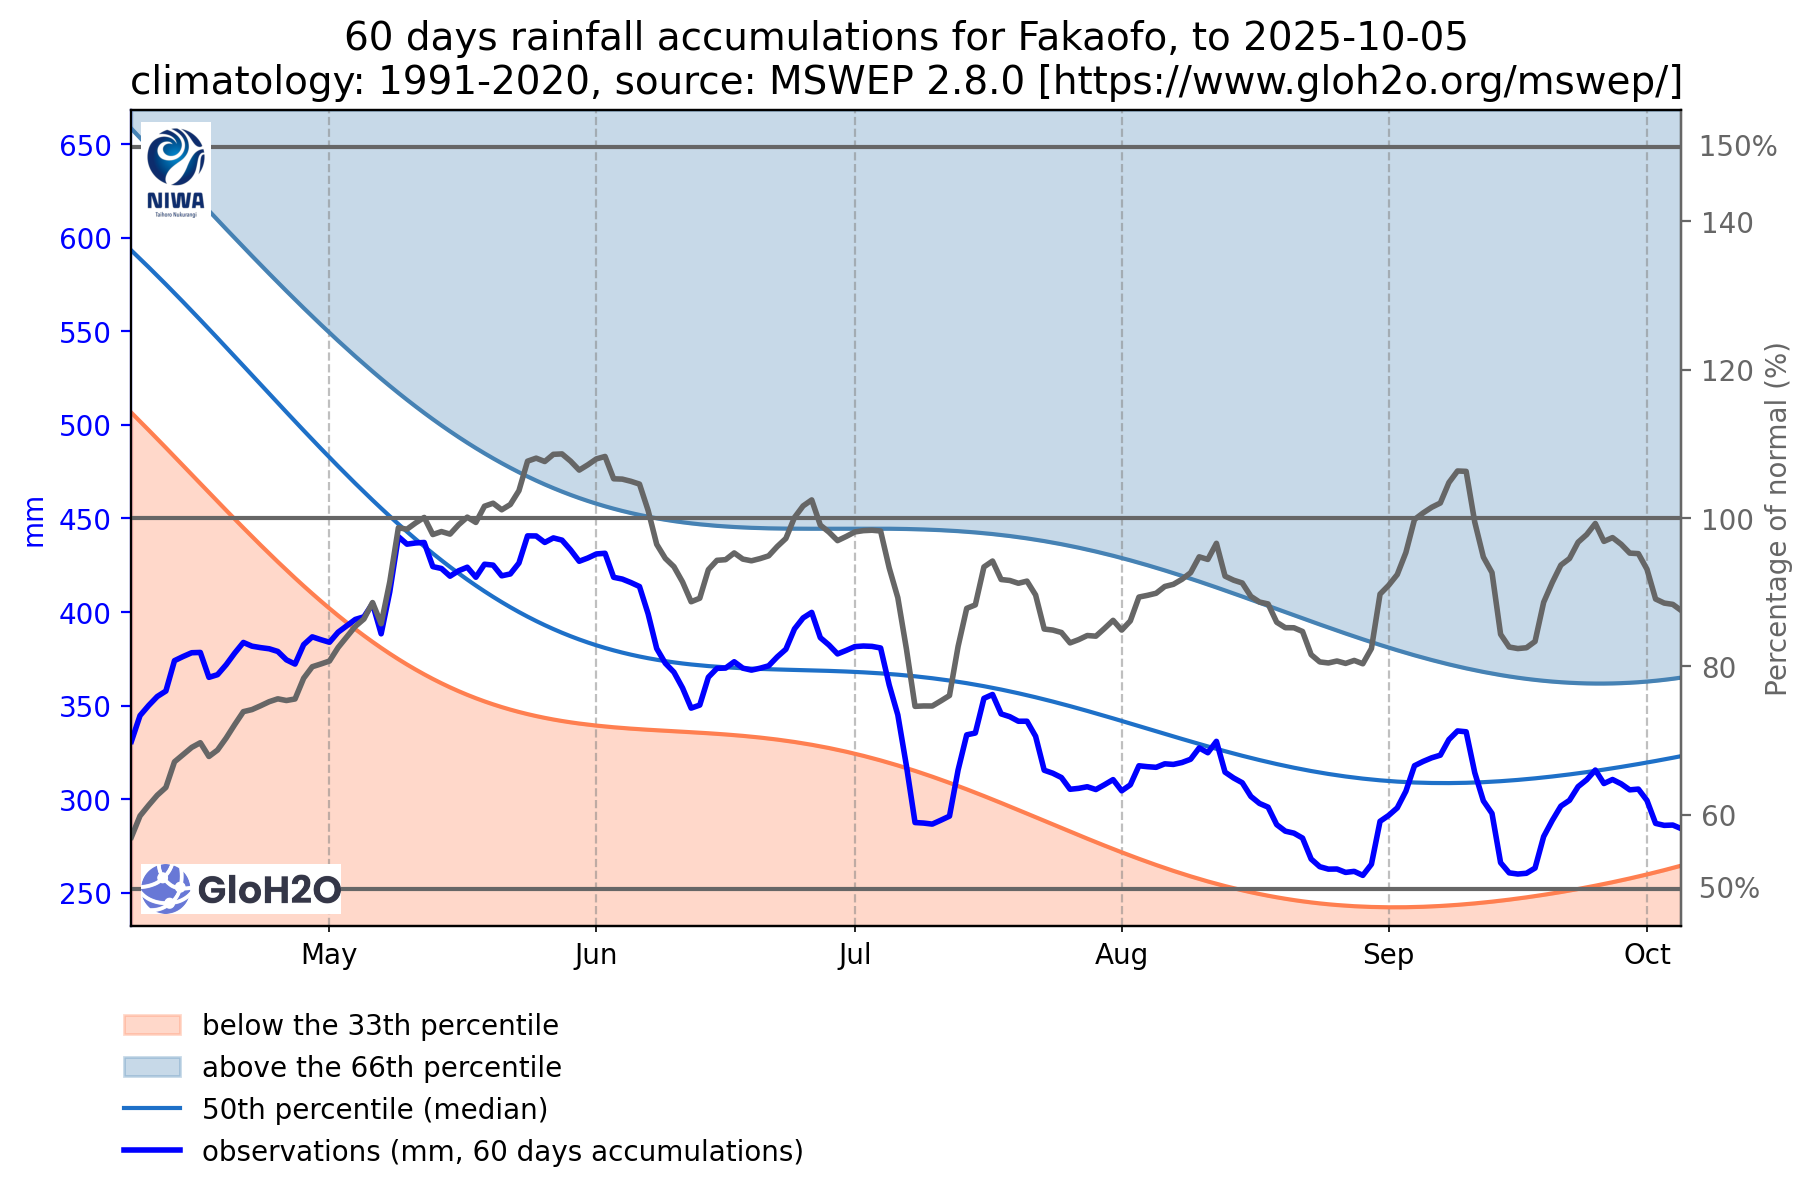 60 days rainfall accumulations for Fakaofo, to 2025-10-05
climatology: 1991-2020, source: MSWEP 2.8.0 [https://www.gloh2o.org/mswep/]
650
600
550
500
450
400
350
300
250
mm
150%
140
120
100
80
60
50%
Percentage of normal (%)
NIWA
Taihoro Nukurangi
GloH2O
May
Jun
Jul
Aug
Sep
Oct
below the 33th percentile
above the 66th percentile
50th percentile (median)
observations (mm, 60 days accumulations)